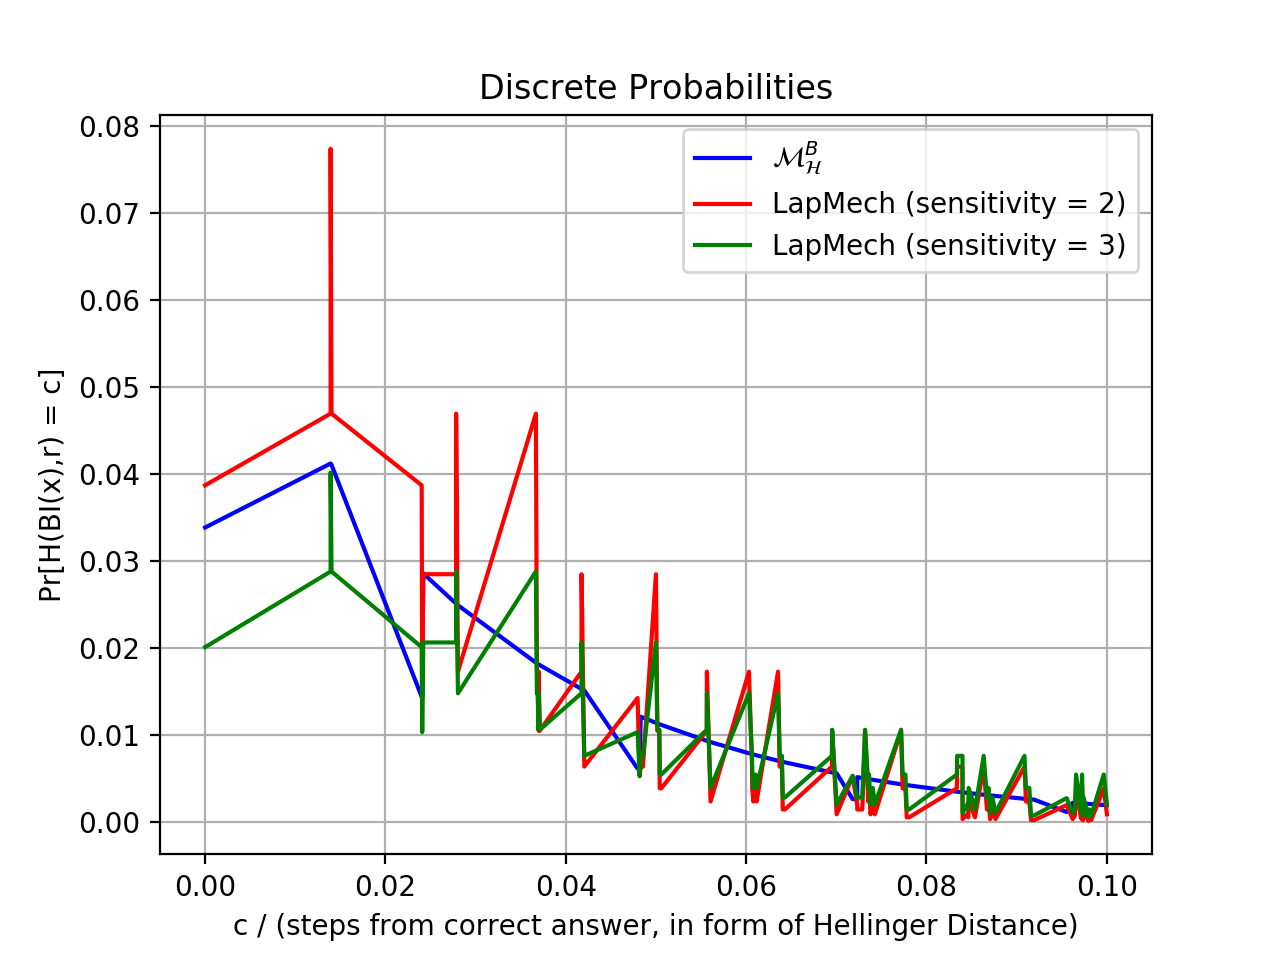 Discrete Probabilities
Pr[H(BI(x),r) = c]
0.08
0.07
0.06
0.05
0.04
0.03
0.02
0.01
0.00
$\mathcal{M}_{\mathcal{H}}^{B}$
LapMech (sensitivity = 2)
LapMech (sensitivity = 3)
0.00 0.02 0.04 0.06 0.08 0.10
c / (steps from correct answer, in form of Hellinger Distance)